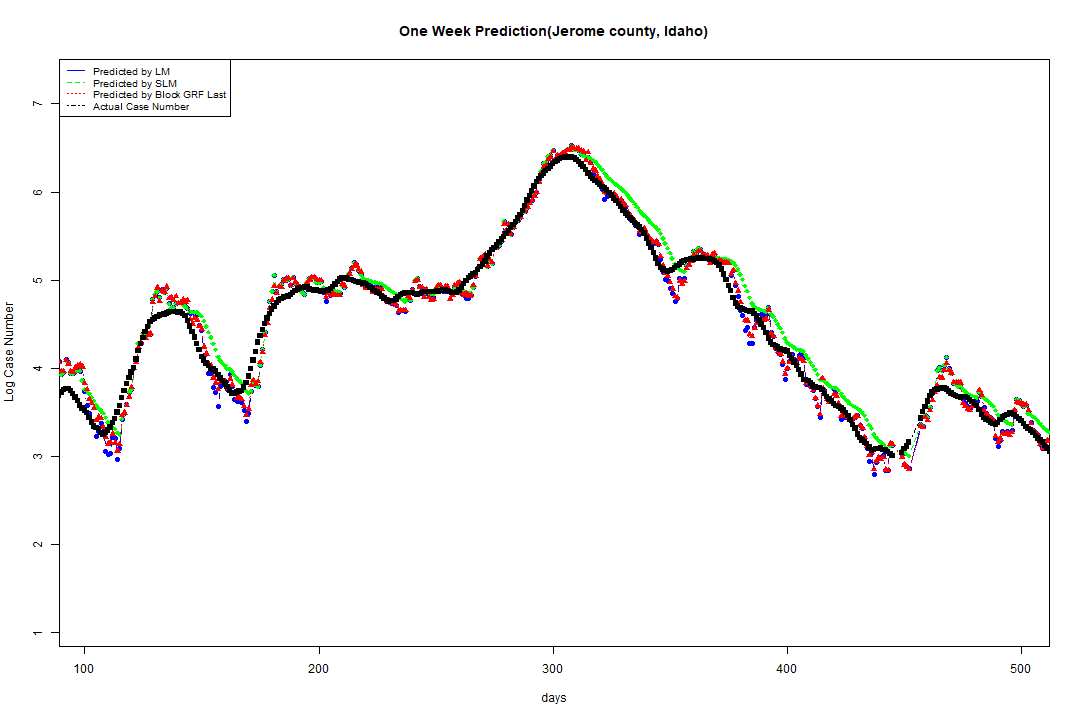 One Week Prediction(Jerome county, Idaho)
Predicted by LM
Predicted by SLM
Predicted by Block GRF Last
Actual Case Number
7
6
5
4
3
2
1
Log Case Number
100 200 300 400 500
days